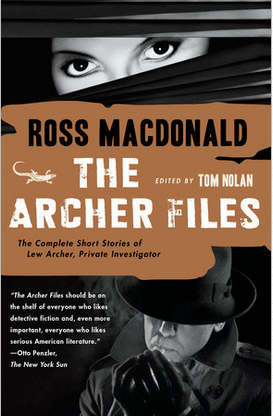 ROSS MACDONALD
THE
EDITED BY TOM NOLAN
ARCHER FILES
The Complete Short Stories of
Lew Archer, Private Investigator
"The Archer Files should be on
the shelf of everyone who likes
detective fiction and, even more
important, everyone who likes
serious American literature."
—Otto Penzler,
The New York Sun